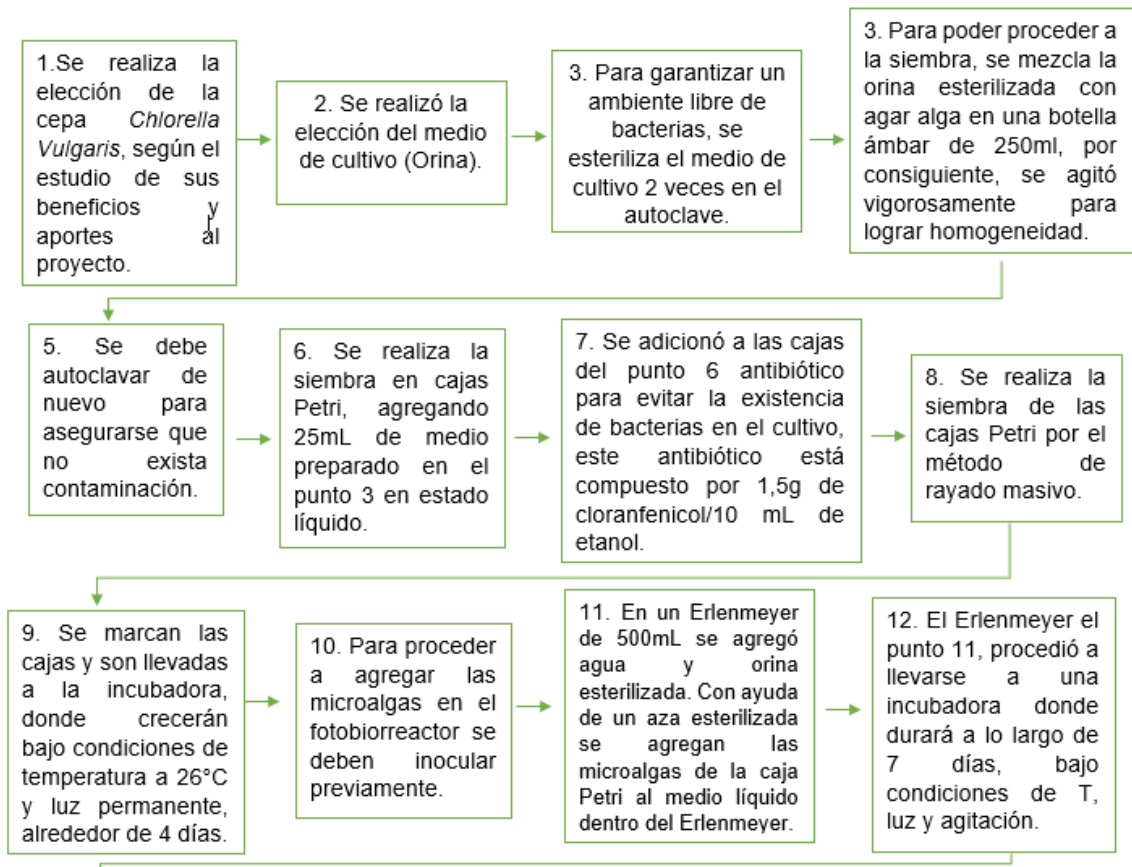 1.Se realiza la
elección de la
cepa Chlorella
Vulgaris, según el
estudio de sus
beneficios y
aportes al
proyecto.
2. Se realizó la
elección del medio
de cultivo (Orina).
3. Para garantizar un
ambiente libre de
bacterias, se
esteriliza el medio de
cultivo 2 veces en el
autoclave.
3. Para poder proceder a
la siembra, se mezcla la
orina esterilizada con
agar alga en una botella
ámbar de 250ml, por
consiguiente, se agitó
vigorosamente para
lograr homogeneidad.
5. Se debe
autoclavar de
nuevo para
asegurarse que
no exista
contaminación.
6. Se realiza la
siembra en cajas
Petri, agregando
25mL de medio
preparado en el
punto 3 en estado
líquido.
7. Se adicionó a las cajas
del punto 6 antibiótico
para evitar la existencia
de bacterias en el cultivo,
este antibiótico está
compuesto por 1,5g de
cloranfenicol/10 mL de
etanol.
8. Se realiza la
siembra de las
cajas Petri por el
método de
rayado masivo.
9. Se marcan las
cajas y son llevadas
a la incubadora,
donde crecerán
bajo condiciones de
temperatura a 26°C
y luz permanente,
alrededor de 4 días.
10. Para proceder
a agregar las
microalgas en el
fotobiorreactor se
deben inocular
previamente.
11. En un Erlenmeyer
de 500mL se agregó
agua y orina
esterilizada. Con ayuda
de un aza esterilizada
se agregan las
microalgas de la caja
Petri al medio líquido
dentro del Erlenmeyer.
12. El Erlenmeyer el
punto 11, procedió a
llevarse a una
incubadora donde
durará a lo largo de
7 días, bajo
condiciones de T,
luz y agitación.